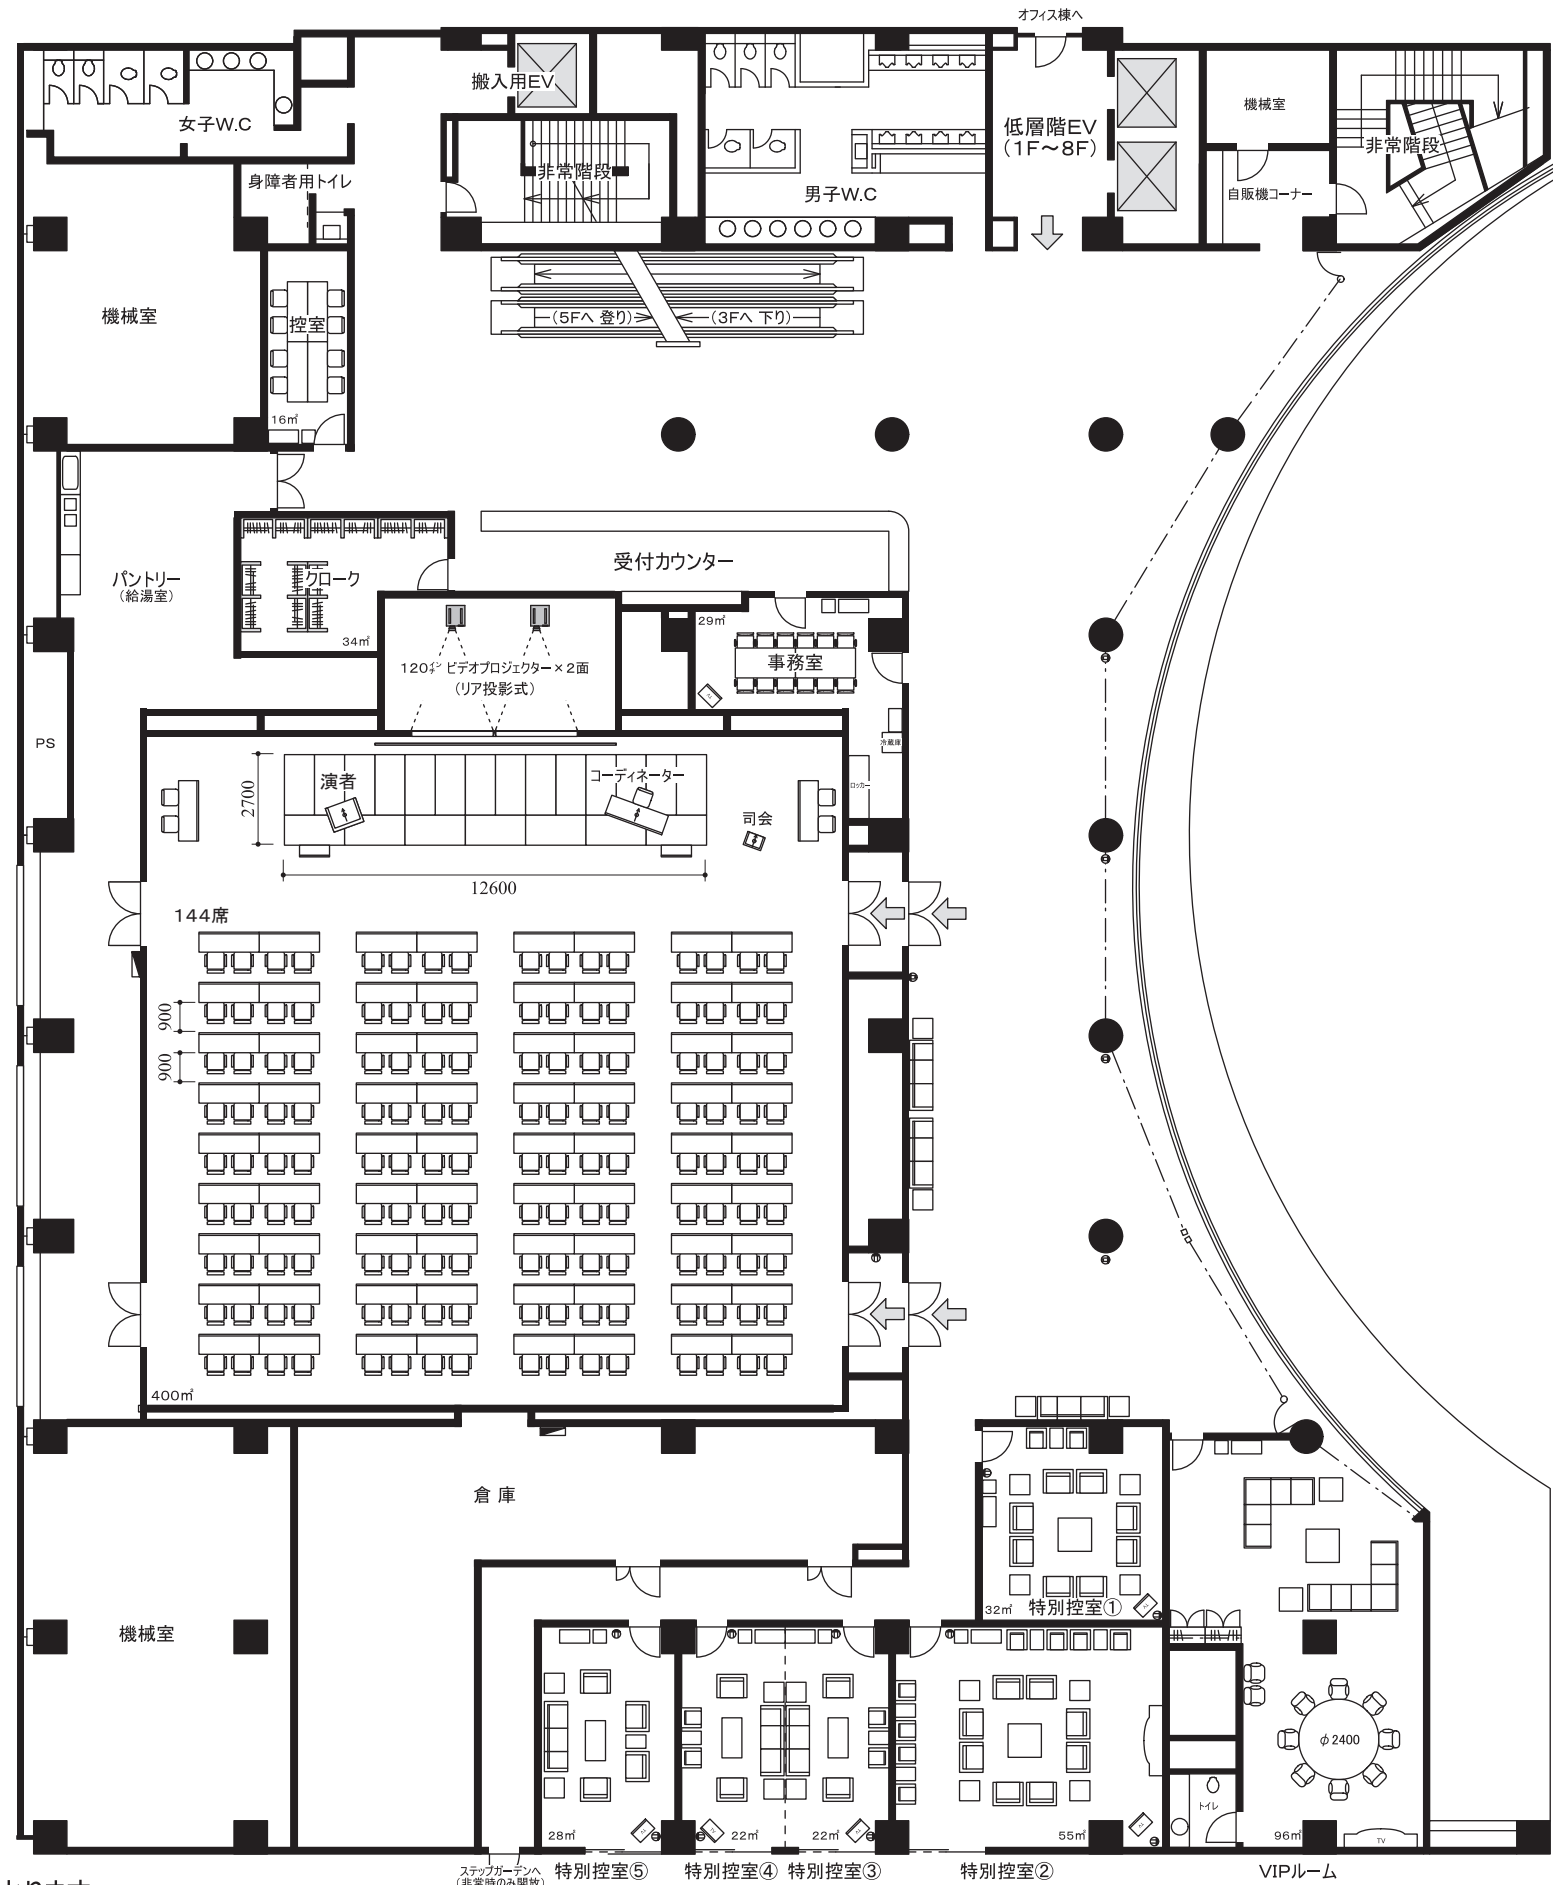 オフィス棟へ
搬入用EV
女子W.C
低層階EV
(1F～8F)
機械室
非常階段
非常階段
身障者用トイレ
男子W.C
自販機コーナー
機械室
控室
(5Fへ 登り)
(3Fへ 下り)
16㎡
受付カウンター
パントリー
(給湯室)
クローク
34㎡
29㎡
事務室
120㌅ ビデオプロジェクター×2面
(リア投影式)
PS
冷蔵庫
ロッカー
演者
コーディネーター
2700
司会
12600
144席
900
900
400㎡
倉庫
32㎡
特別控室①
機械室
φ2400
トイレ
28㎡
22㎡
22㎡
55㎡
96㎡
TV
ステップガーデンへ
(非常時のみ開放)
特別控室⑤
特別控室④
特別控室③
特別控室②
VIPルーム